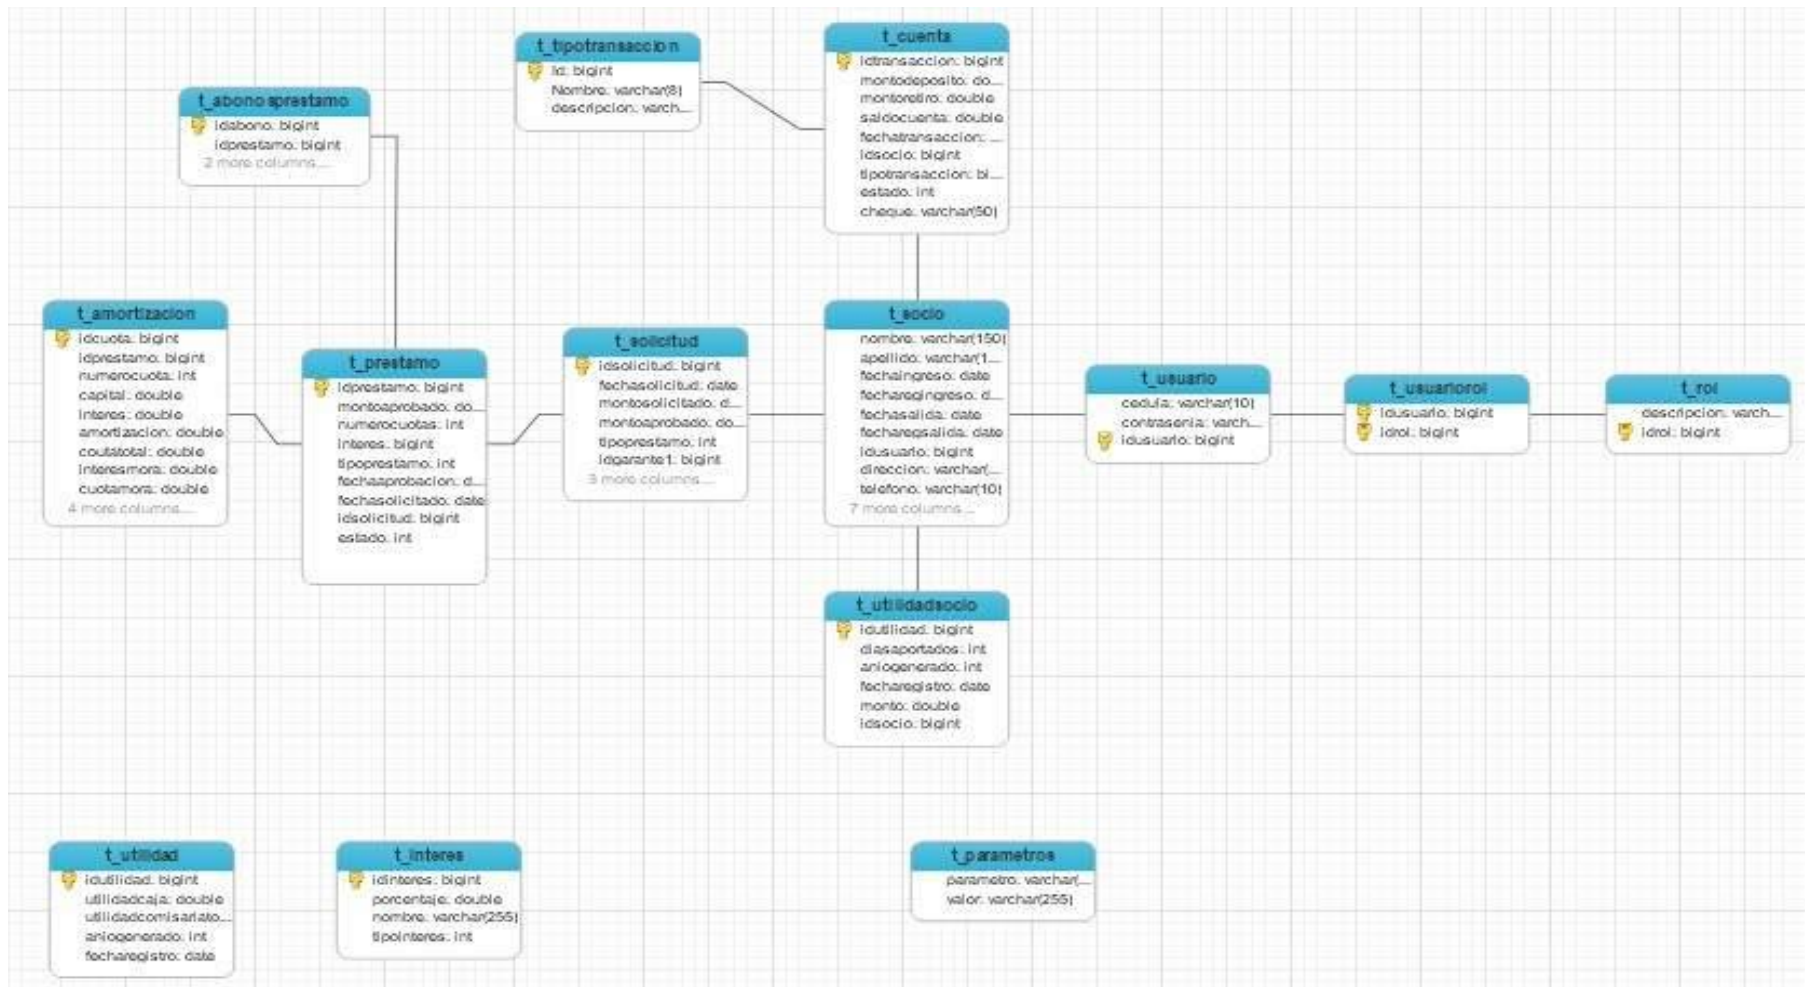 t_tipotransaccion
Id: bigint
Nombre: varchar(8)
descripcion: varch...
t_cuenta
idtransaccion: bigint
montodeposito: do...
montoretiro: double
saldocuenta: double
fechatransaccion: ...
idsocio: bigint
tipotransaccion: bi...
estado: int
cheque: varchar(50)
t_abonosprestamo
idabono: bigint
idprestamo: bigint
2 more columns...
t_amortizacion
idcuota: bigint
idprestamo: bigint
numerocuota: int
capital: double
interes: double
amortizacion: double
coutatotal: double
interesmora: double
cuotamora: double
4 more columns...
t_prestamo
idprestamo: bigint
montoaprobado: do...
numerocuotas: int
interes: bigint
tipoprestamo: int
fechaaprobacion: d...
fechasolicitado: date
idsolicitud: bigint
estado: int
t_solicitud
idsolicitud: bigint
fechasolicitud: date
montosolicitado: d...
montoaprobado: do...
tipoprestamo: int
idgarante1: bigint
3 more columns...
t_socio
nombre: varchar(150)
apellido: varchar(1...
fechaingreso: date
fecharegingreso: d...
fechasalida: date
fecharegsalida: date
idusuario: bigint
direccion: varchar(...
telefono: varchar(10)
7 more columns...
t_usuario
cedula: varchar(10)
contrasenia: varch...
idusuario: bigint
t_usuariorol
idusuario: bigint
idrol: bigint
t_rol
descripcion: varch...
idrol: bigint
t_utilidadsocio
idutilidad: bigint
diasaportados: int
aniogenerado: int
fecharegistro: date
monto: double
idsocio: bigint
t_utilidad
idutilidad: bigint
utilidadcaja: double
utilidadcomisariato...
aniogenerado: int
fecharegistro: date
t_interes
idinteres: bigint
porcentaje: double
nombre: varchar(255)
tipointeres: int
t_parametros
parametro: varchar(...
valor: varchar(255)